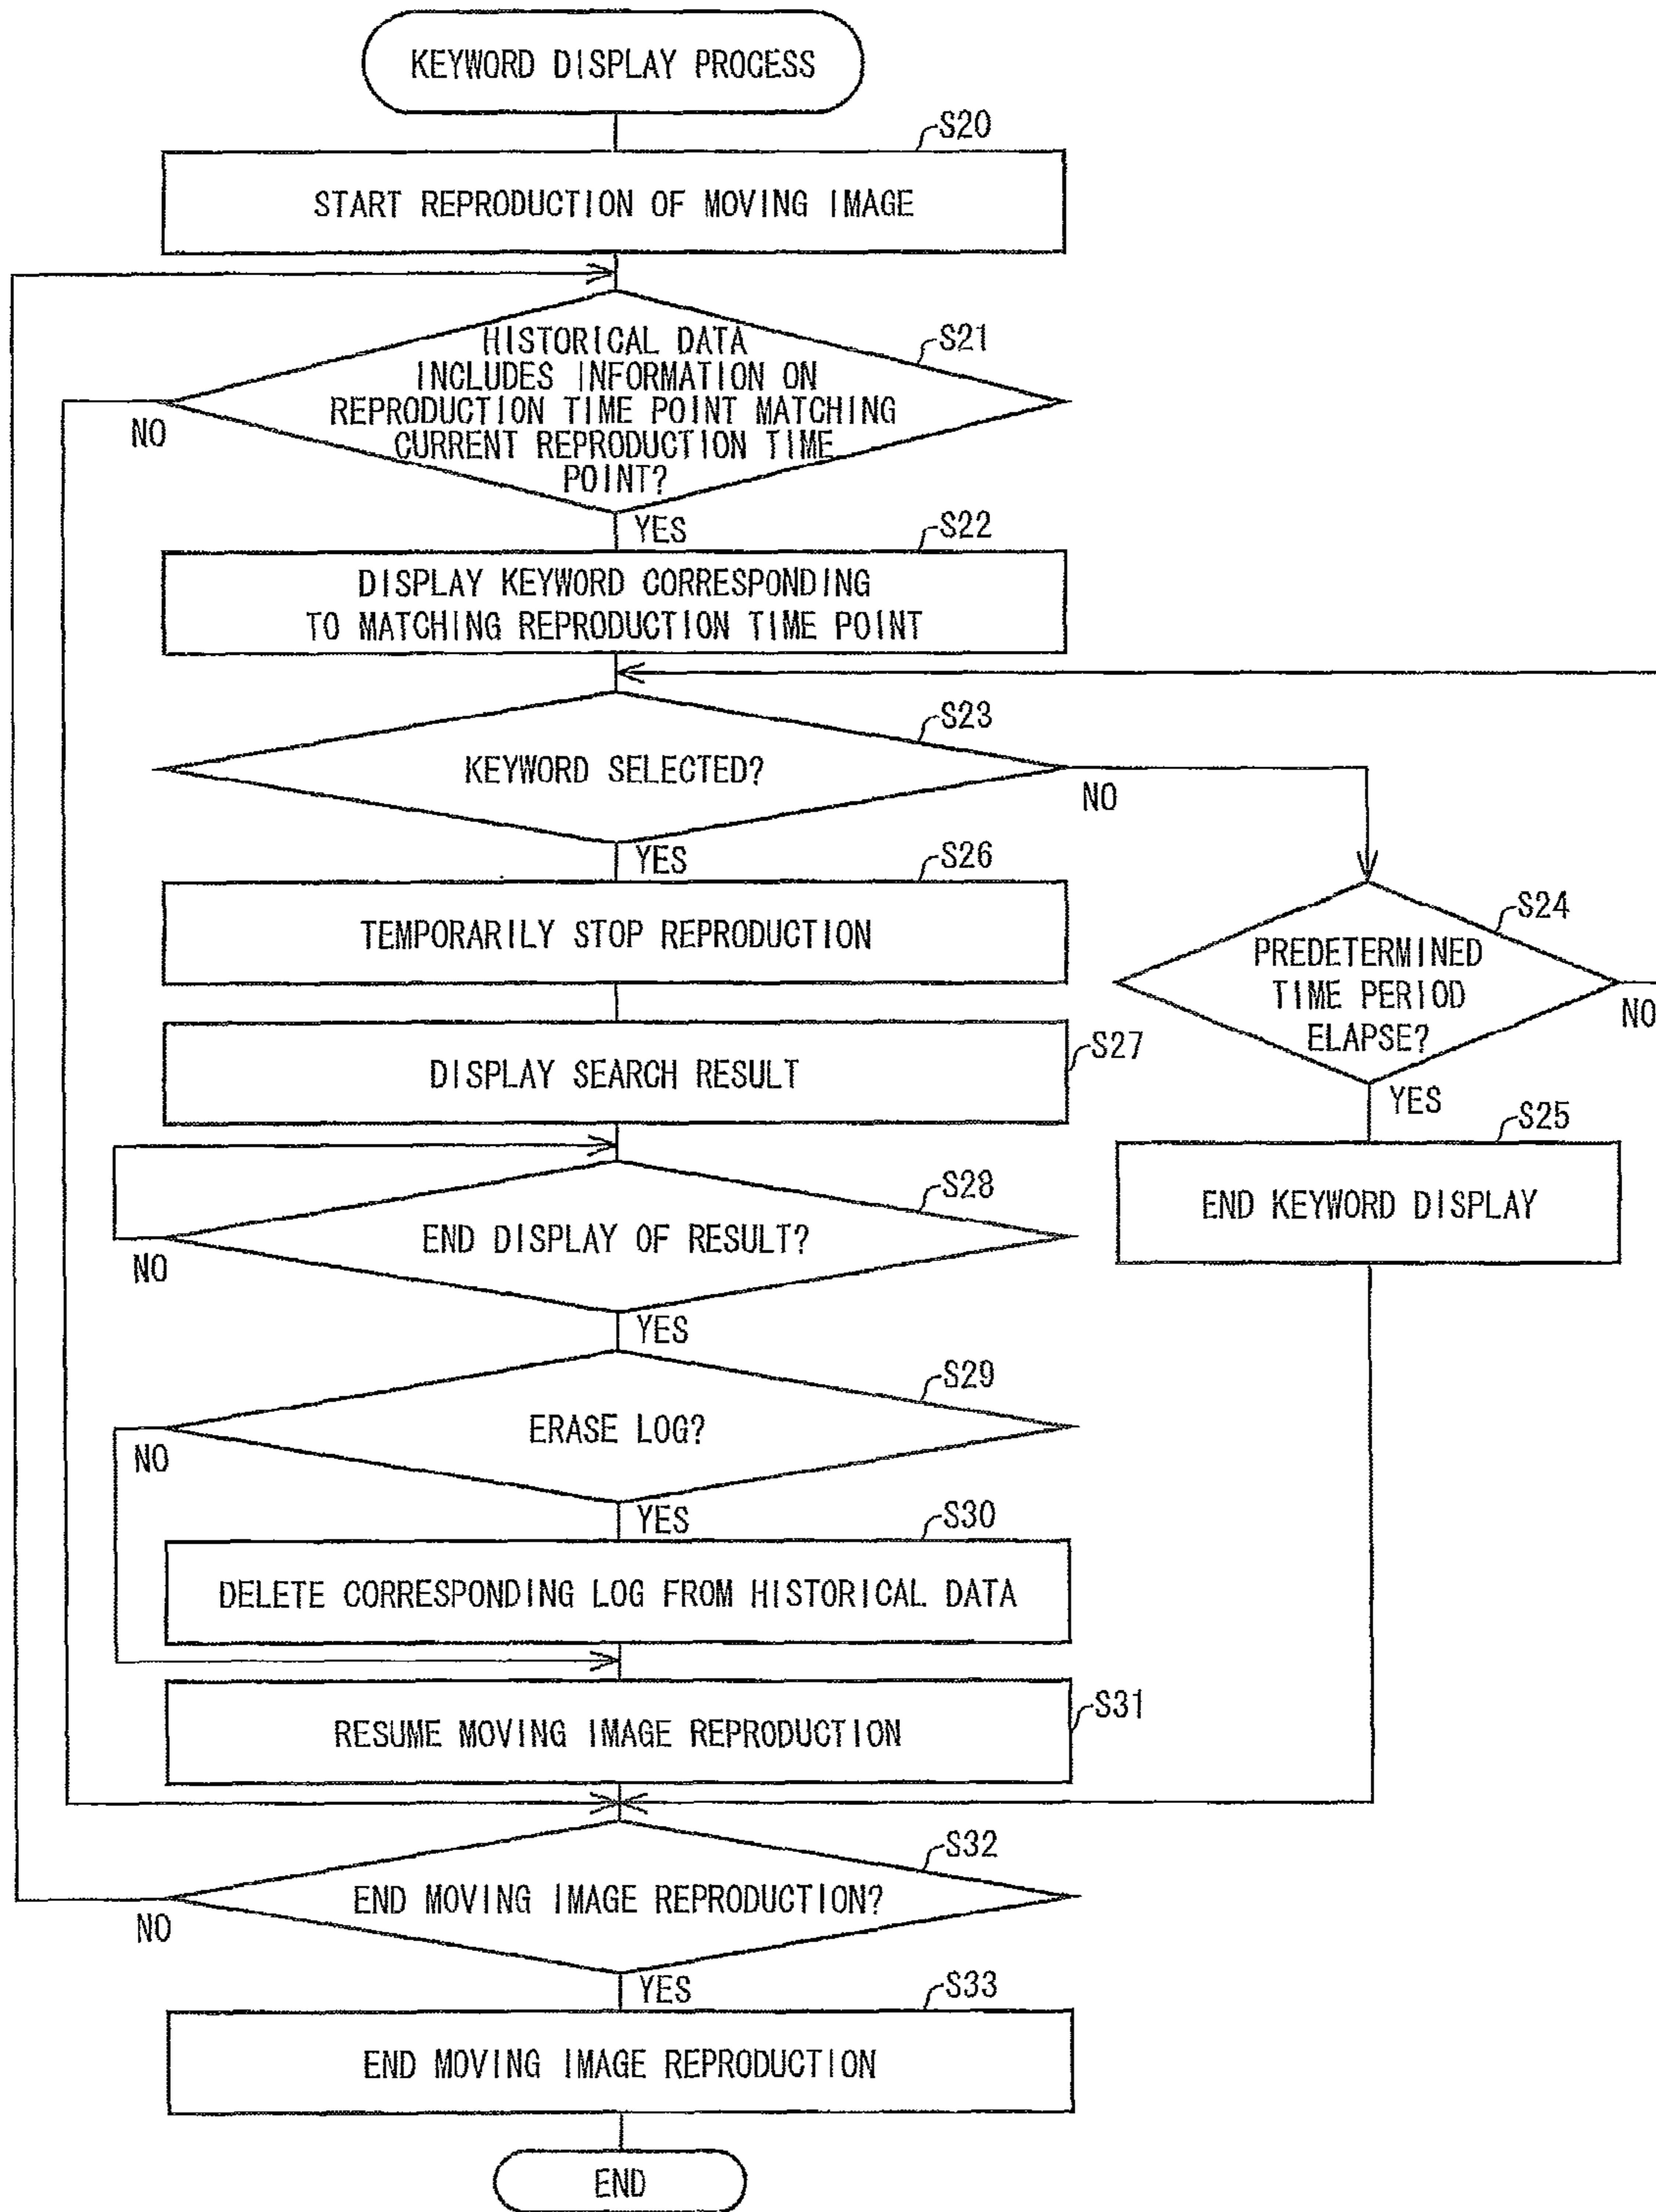 KEYWORD DISPLAY PROCESS
S20
START REPRODUCTION OF MOVING IMAGE
S21
HISTORICAL DATA
INCLUDES INFORMATION ON
REPRODUCTION TIME POINT MATCHING
CURRENT REPRODUCTION TIME
POINT?
NO
YES
S22
DISPLAY KEYWORD CORRESPONDING
TO MATCHING REPRODUCTION TIME POINT
S23
KEYWORD SELECTED?
NO
YES
S26
TEMPORARILY STOP REPRODUCTION
S24
PREDETERMINED
TIME PERIOD
ELAPSE?
NO
YES
S27
DISPLAY SEARCH RESULT
S25
END KEYWORD DISPLAY
S28
END DISPLAY OF RESULT?
NO
YES
S29
ERASE LOG?
NO
YES
S30
DELETE CORRESPONDING LOG FROM HISTORICAL DATA
S31
RESUME MOVING IMAGE REPRODUCTION
S32
END MOVING IMAGE REPRODUCTION?
NO
YES
S33
END MOVING IMAGE REPRODUCTION
END